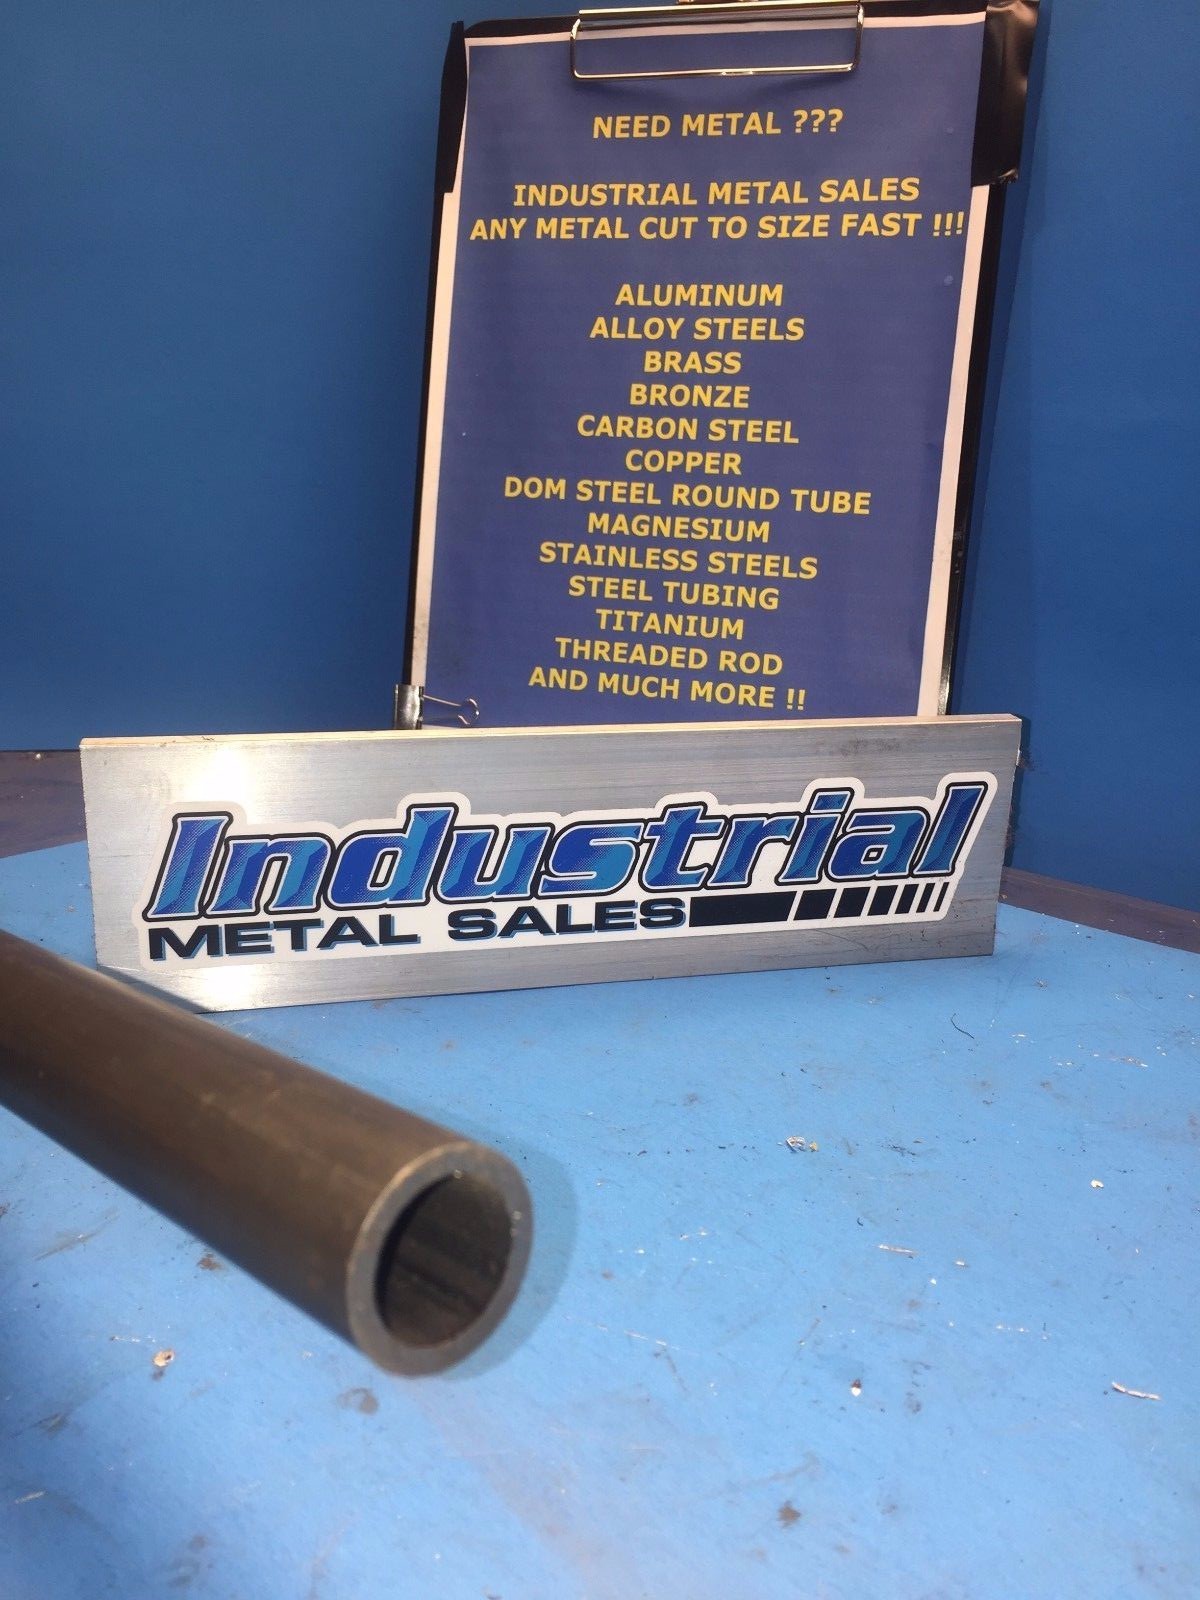 NEED METAL ???
INDUSTRIAL METAL SALES
ANY METAL CUT TO SIZE FAST !!!
ALUMINUM
ALLOY STEELS
BRASS
BRONZE
CARBON STEEL
COPPER
DOM STEEL ROUND TUBE
MAGNESIUM
STAINLESS STEELS
STEEL TUBING
TITANIUM
THREADED ROD
AND MUCH MORE !!
Industrial
METAL SALES